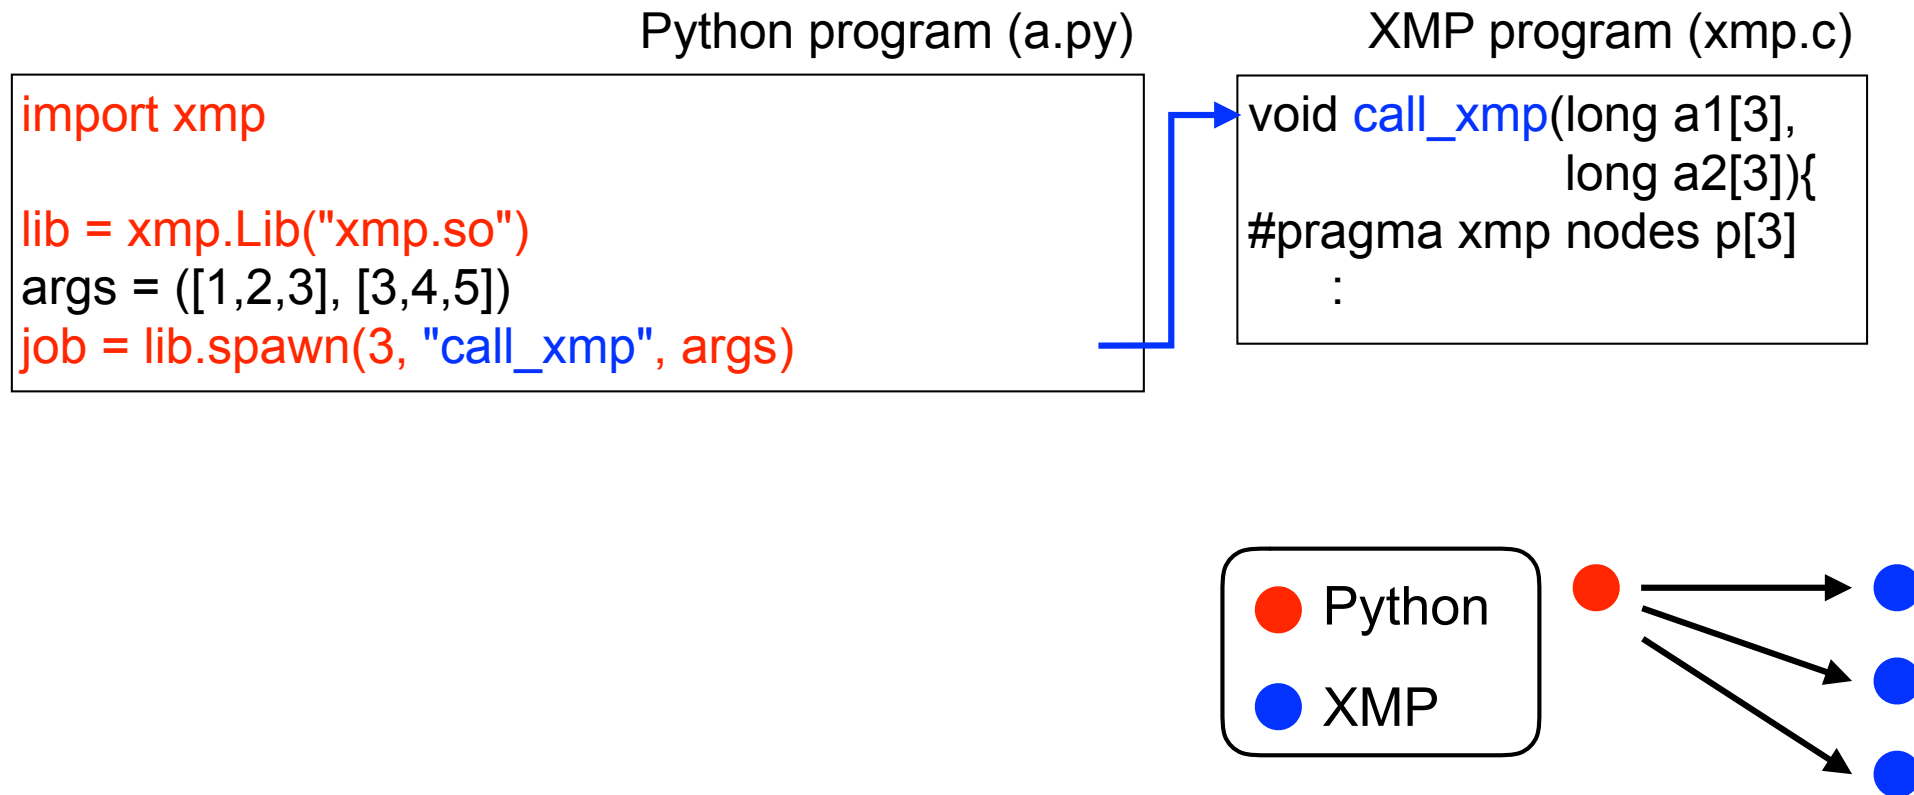 Python program (a.py)
import xmp
lib = xmp.Lib("xmp.so")
args = ([1,2,3], [3,4,5])
job = lib.spawn(3, "call_xmp", args)
XMP program (xmp.c)
void call_xmp(long a1[3],
long a2[3]){
#pragma xmp nodes p[3]
:
Python
XMP